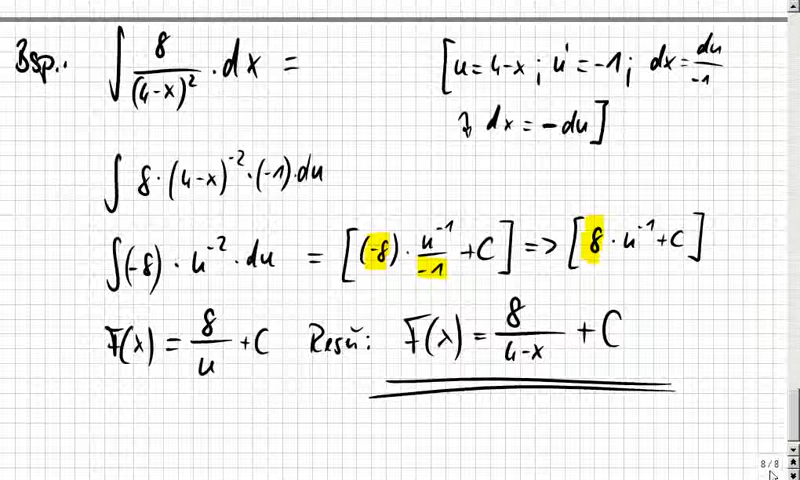 Bsp.: ∫ 8/(4-x)² · dx = [u = 4-x ; u' = -1 ; dx = du/-1
↳ dx = -du]
∫ 8 · (4-x)⁻² · (-1) · du
∫ (-8) · u⁻² · du = [(-8) · u⁻¹/-1 + C] => [8 · u⁻¹ + C]
F(x) = 8/u + C Resü: F(x) = 8/(4-x) + C
8/8